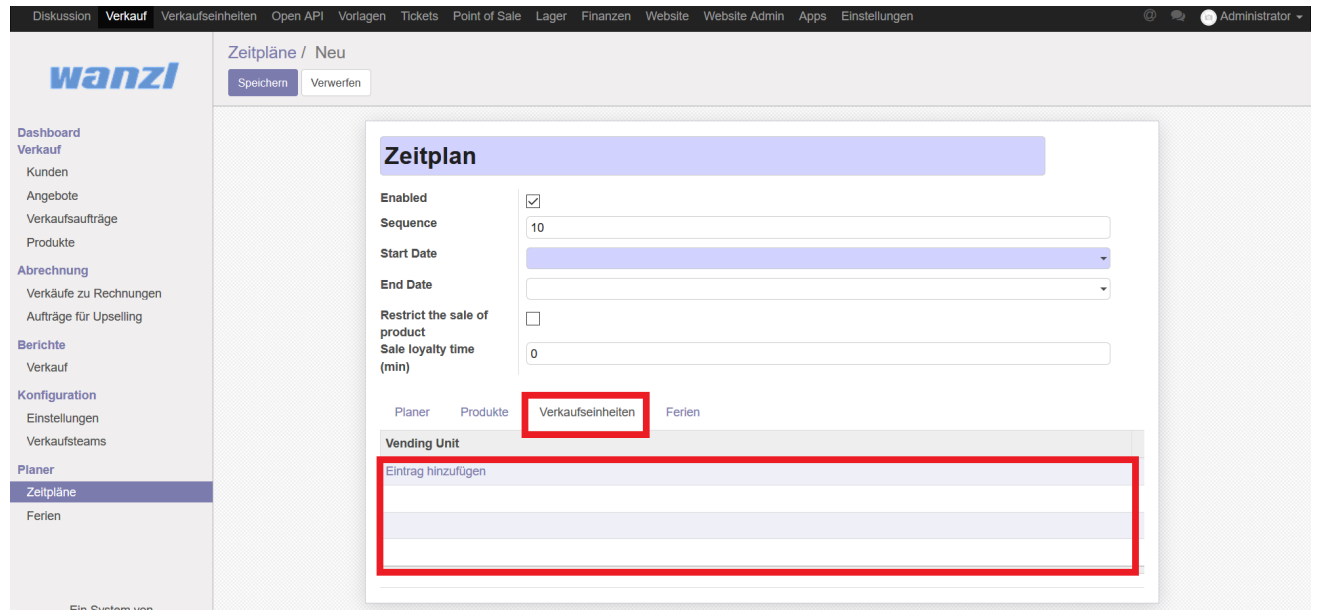 Diskussion Verkauf Verkaufseinheiten Open API Vorlagen Tickets Point of Sale Lager Finanzen Website Website Admin Apps Einstellungen @ Administrator
Zeitpläne / Neu
wanzl
Speichern Verwerfen
Dashboard
Verkauf
Kunden
Angebote
Verkaufsaufträge
Produkte
Abrechnung
Verkäufe zu Rechnungen
Aufträge für Upselling
Berichte
Verkauf
Konfiguration
Einstellungen
Verkaufsteams
Planer
Zeitpläne
Ferien
Ein System von
Zeitplan
Enabled
Sequence 10
Start Date
End Date
Restrict the sale of
product
Sale loyalty time
(min) 0
Planer Produkte Verkaufseinheiten Ferien
Vending Unit
Eintrag hinzufügen